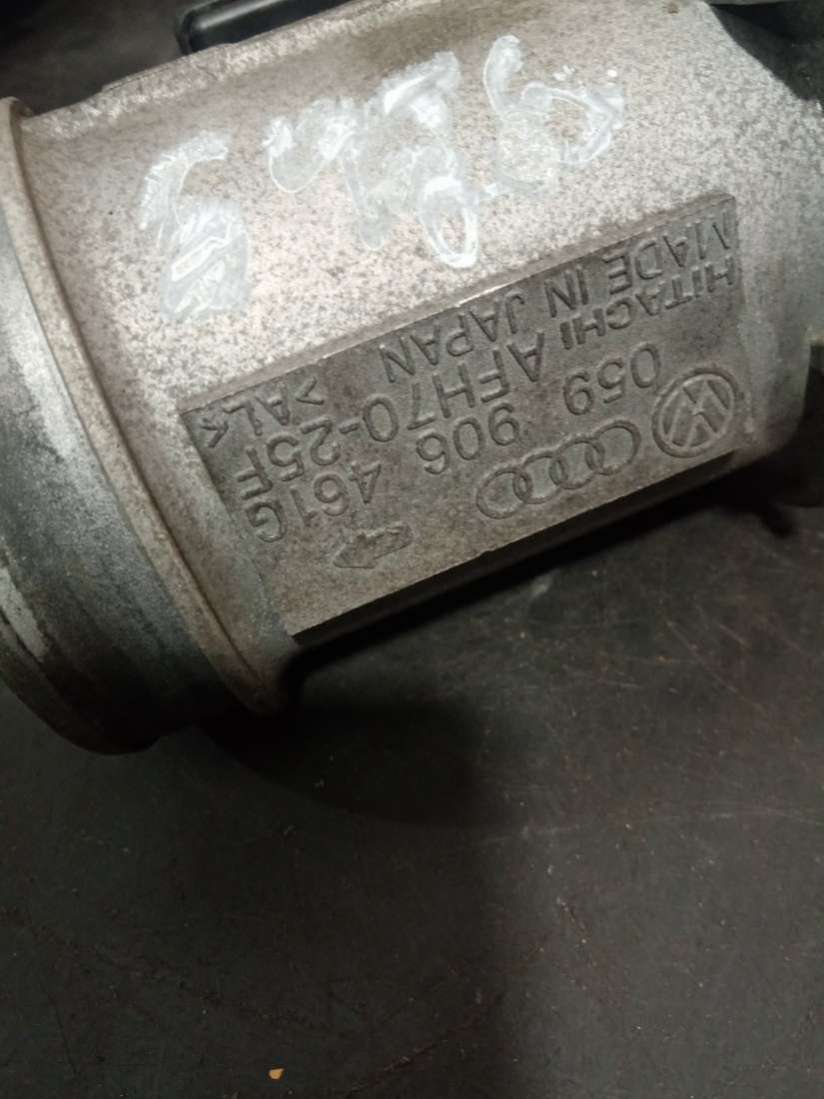 059 906 461G
AFH70-25F
HITACHI >AL<
MADE IN JAPAN